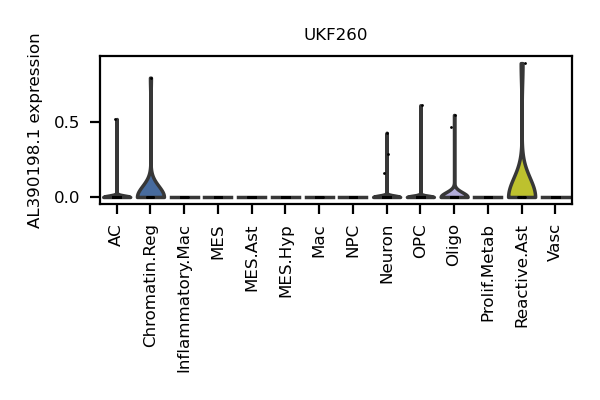 UKF260
AL390198.1 expression
0.5
0.0
AC
Chromatin.Reg
Inflammatory.Mac
MES
MES.Ast
MES.Hyp
Mac
NPC
Neuron
OPC
Oligo
Prolif.Metab
Reactive.Ast
Vasc